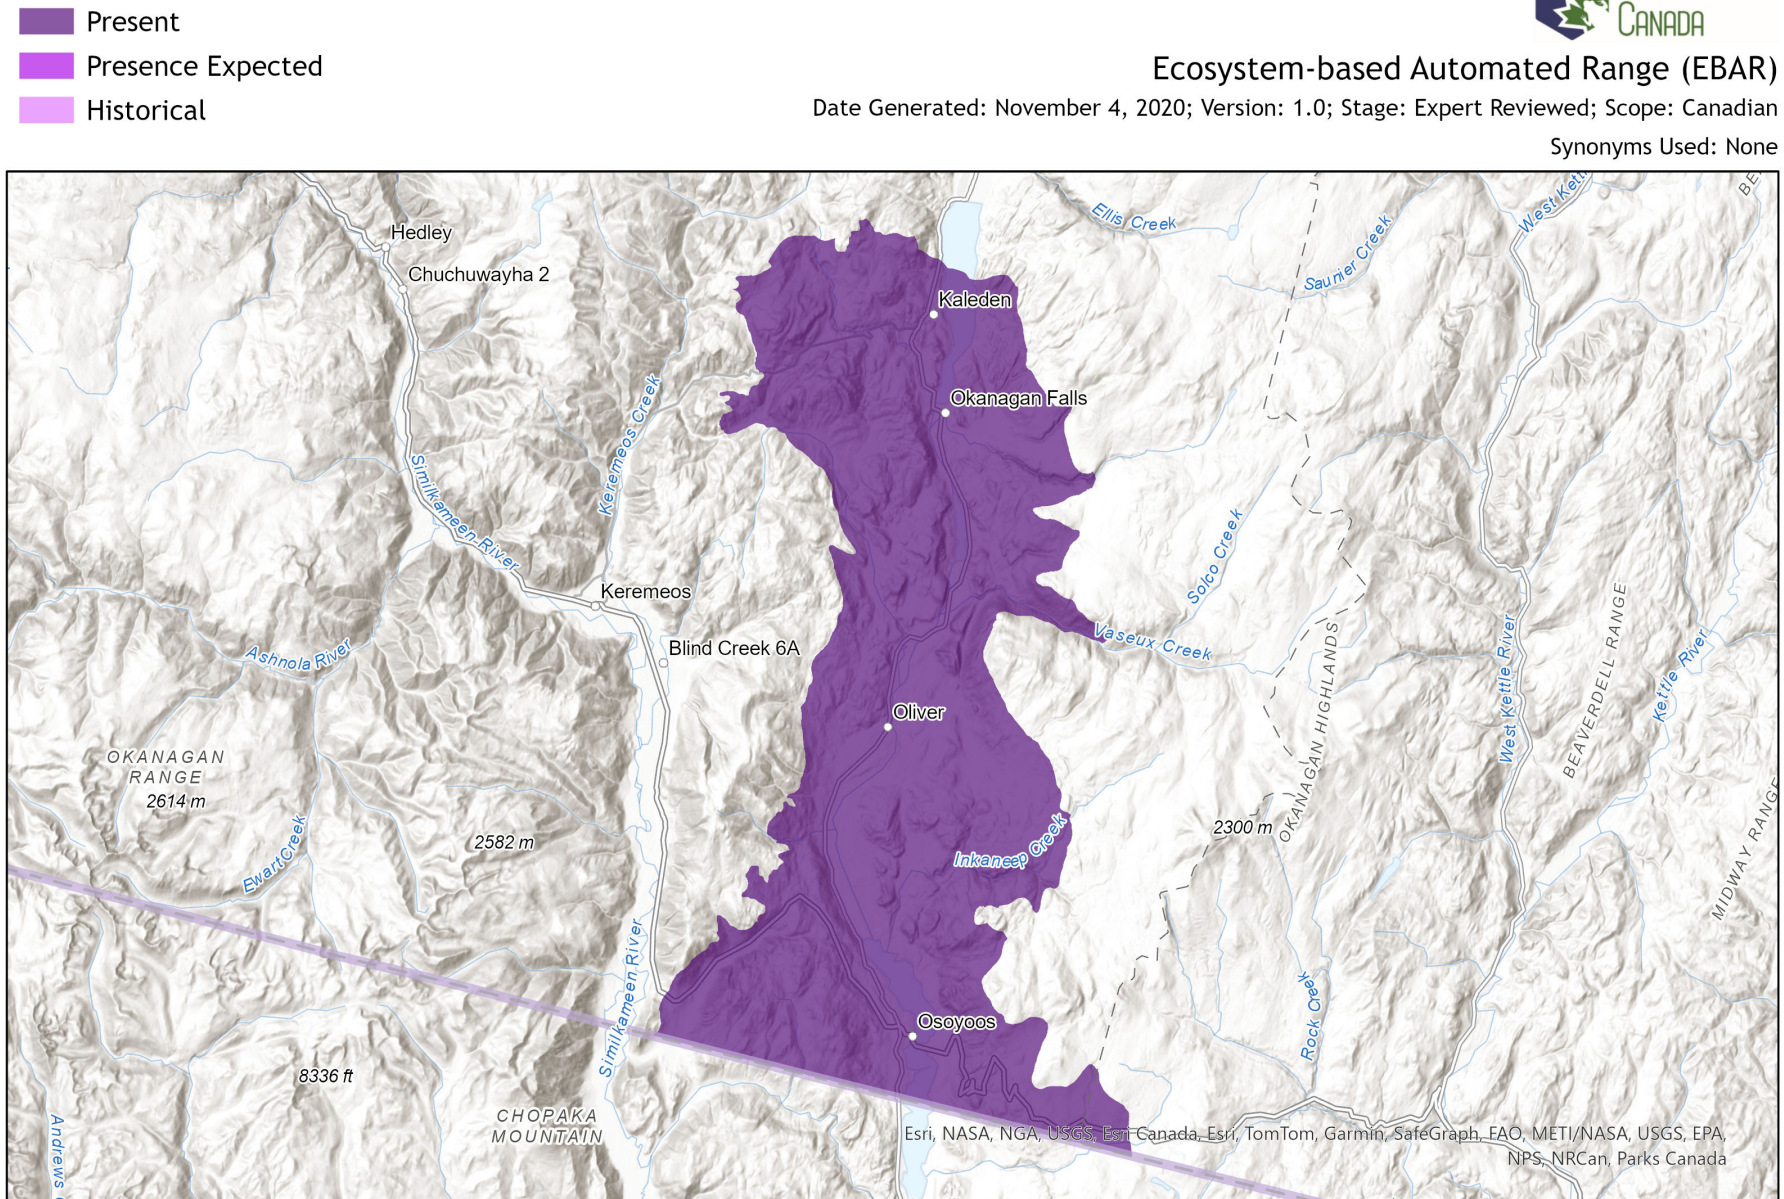 Present
Presence Expected
Historical
CANADA
Ecosystem-based Automated Range (EBAR)
Date Generated: November 4, 2020; Version: 1.0; Stage: Expert Reviewed; Scope: Canadian
Synonyms Used: None
Hedley
Chuchuwayha 2
Ellis Creek
Saunier Creek
West Kettl
BE
Kaleden
Okanagan Falls
Keremeos Creek
Similkameen River
Solco Creek
Keremeos
Blind Creek 6A
Ashnola River
Vaseux Creek
West Kettle River
BEAVERDELL RANGE
Kettle River
OKANAGAN HIGHLANDS
Oliver
OKANAGAN
RANGE
2614 m
2582 m
Ewart Creek
Inkaneep Creek
2300 m
MIDWAY RANGE
Similkameen River
Rock Creek
Osoyoos
8336 ft
CHOPAKA
MOUNTAIN
Andrews C
Esri, NASA, NGA, USGS, Esri Canada, Esri, TomTom, Garmin, SafeGraph, FAO, METI/NASA, USGS, EPA,
NPS, NRCan, Parks Canada